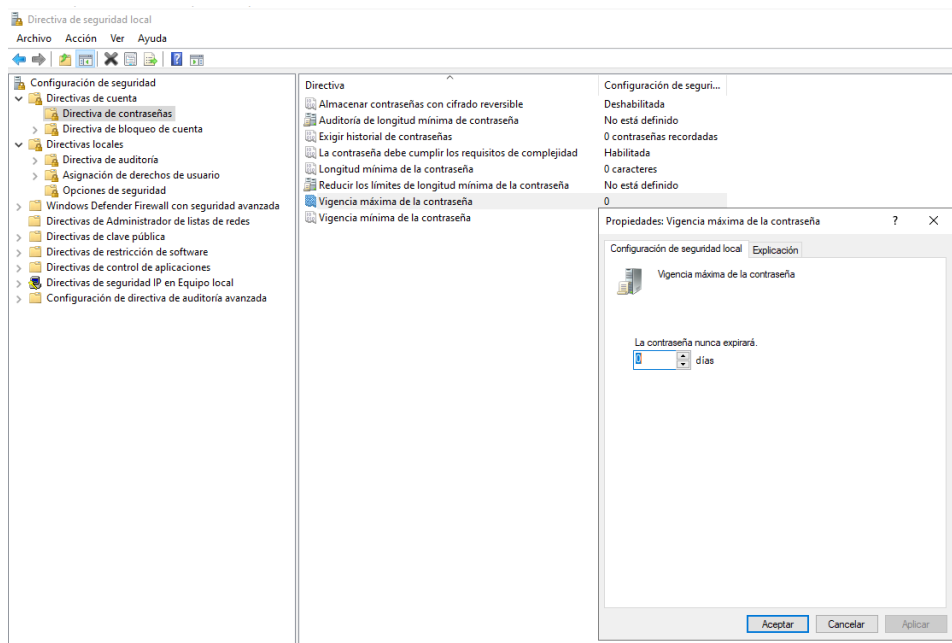 Directiva de seguridad local
Archivo Acción Ver Ayuda
Configuración de seguridad
Directivas de cuenta
Directiva de contraseñas
Directiva de bloqueo de cuenta
Directivas locales
Directiva de auditoría
Asignación de derechos de usuario
Opciones de seguridad
Windows Defender Firewall con seguridad avanzada
Directivas de Administrador de listas de redes
Directivas de clave pública
Directivas de restricción de software
Directivas de control de aplicaciones
Directivas de seguridad IP en Equipo local
Configuración de directiva de auditoría avanzada
Directiva Configuración de seguri...
Almacenar contraseñas con cifrado reversible Deshabilitada
Auditoría de longitud mínima de contraseña No está definido
Exigir historial de contraseñas 0 contraseñas recordadas
La contraseña debe cumplir los requisitos de complejidad Habilitada
Longitud mínima de la contraseña 0 caracteres
Reducir los límites de longitud mínima de la contraseña No está definido
Vigencia máxima de la contraseña 0
Vigencia mínima de la contraseña
Propiedades: Vigencia máxima de la contraseña ? X
Configuración de seguridad local Explicación
Vigencia máxima de la contraseña
La contraseña nunca expirará.
0 días
Aceptar Cancelar Aplicar